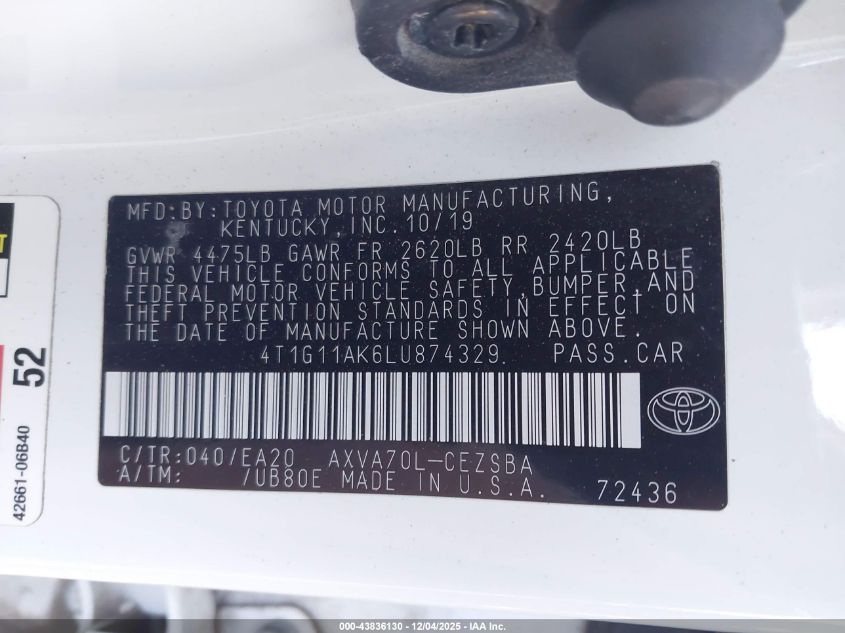 MFD:BY: TOYOTA MOTOR MANUFACTURING,
KENTUCKY, INC. 10/19
GVWR 4475LB GAWR FR 2620LB RR 2420LB
THIS VEHICLE CONFORMS TO ALL APPLICABLE
FEDERAL MOTOR VEHICLE SAFETY, BUMPER, AND
THEFT PREVENTION STANDARDS IN EFFECT ON
THE DATE OF MANUFACTURE SHOWN ABOVE.
4T1G11AK6LU874329. PASS.CAR
C/TR:040/EA20 AXVA70L-CEZSBA
A/TM: /UB80E MADE IN U.S.A. 72436
52
42661-06B40
000-43836130 - 12/04/2025 - IAA Inc.